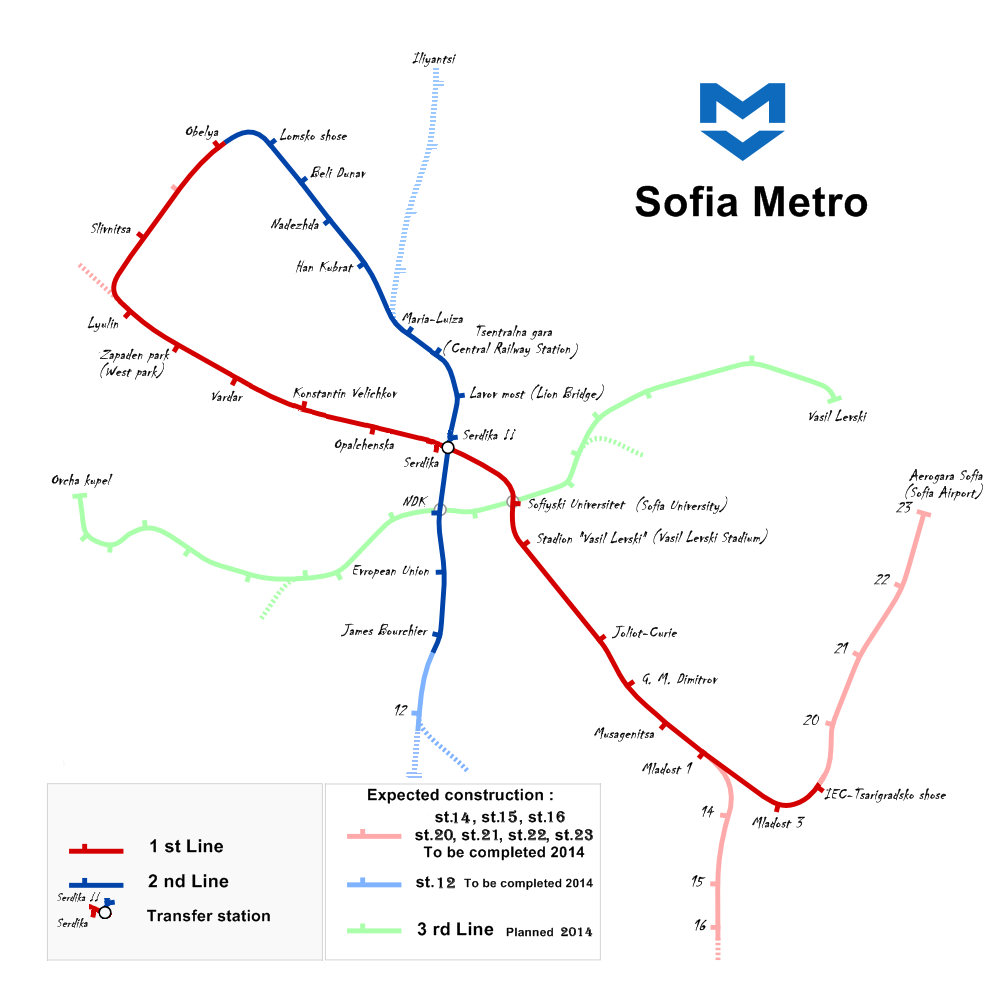 Iliyantsi
Sofia Metro
Obelya
Lomsko shose
Beli Dunav
Slivnitsa
Nadezhda
Han Kubrat
Lyulin
Maria-Luiza
Tsentralna gara
(Central Railway Station)
Zapaden park
(West park)
Vardar
Konstantin Velichkov
Lavov most (Lion Bridge)
Vasil Levski
Opalchenska
Serdika II
Serdika
Ovcha kupel
NDK
Sofiyski Universitet (Sofia University)
Aerogara Sofia
(Sofia Airport)
23
Stadion "Vasil Levski" (Vasil Levski Stadium)
Evropean Union
22
James Bourchier
Joliot-Curie
21
G. M. Dimitrov
12
20
Musagenitsa
Mladost 1
IEC-Tsarigradsko shose
14
Mladost 3
15
16
1 st Line
2 nd Line
Serdika II
Serdika
Transfer station
Expected construction :
st.14, st.15, st.16
st.20, st.21, st.22, st.23
To be completed 2014
st.12 To be completed 2014
3 rd Line Planned 2014